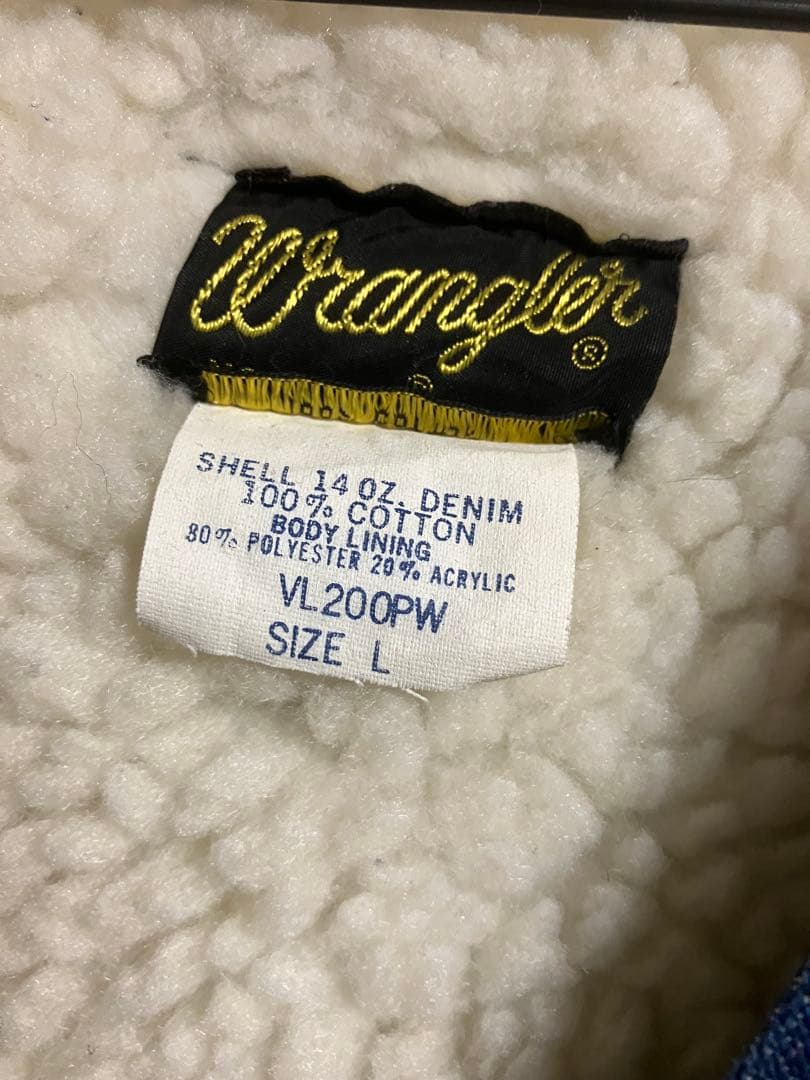 Wrangler®
SHELL 14 OZ. DENIM
100% COTTON
BODY LINING
80% POLYESTER 20% ACRYLIC
VL200PW
SIZE L